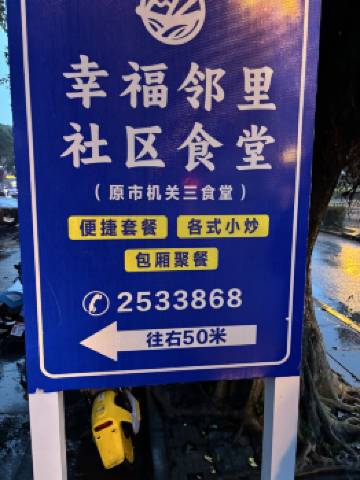 幸福邻里
社区食堂
(原市机关三食堂)
便捷套餐 各式小炒
包厢聚餐
2533868
往右50米